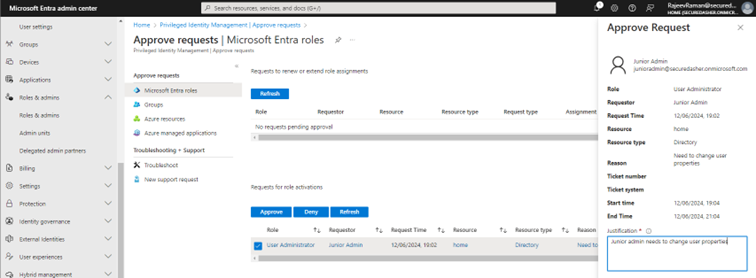 Microsoft Entra admin center
Search resources, services, and docs (G+/)
RajeevRaman@secured...
HOME (SECUREDASHER.ONMICR...
User settings
Groups
Devices
Applications
Roles & admins
Roles & admins
Admin units
Delegated admin partners
Billing
Settings
Protection
Identity governance
External Identities
User experiences
Hybrid management
Home > Privileged Identity Management | Approve requests >
Approve requests | Microsoft Entra roles
Privileged Identity Management | Approve requests
Approve requests
Microsoft Entra roles
Groups
Azure resources
Azure managed applications
Troubleshooting + Support
Troubleshoot
New support request
Requests to renew or extend role assignments
Refresh
Role Requestor Resource Resource type Request type Assignment
No requests pending approval
Requests for role activations
Approve Deny Refresh
Role Requestor Request Time Resource Resource type Reason
User Administrator Junior Admin 12/06/2024, 19:02 home Directory Need to
Approve Request
Junior Admin
junioradmin@securedasher.onmicrosoft.com
Role User Administrator
Requestor Junior Admin
Request Time 12/06/2024, 19:02
Resource home
Resource type Directory
Reason Need to change user properties
Ticket number
Ticket system
Start time 12/06/2024, 19:04
End Time 12/06/2024, 21:04
Justification *
Junior admin needs to change user properties